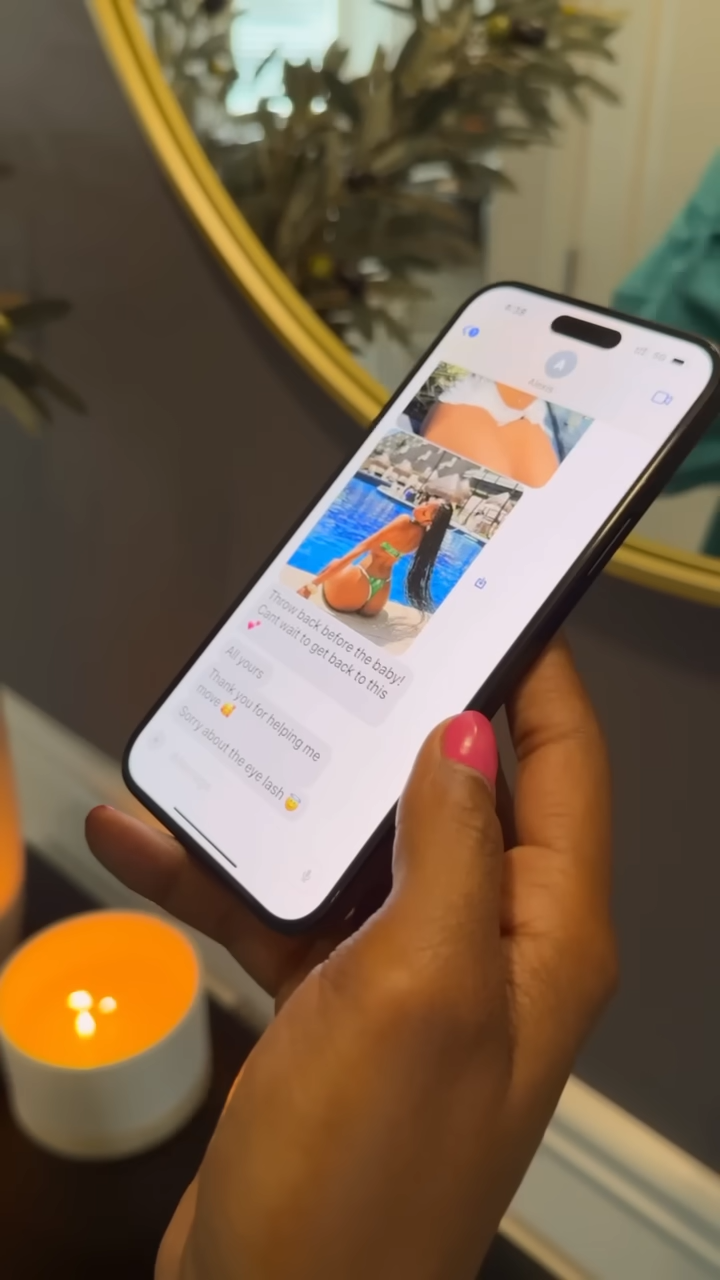 A
Throw back before the baby!
Cant wait to get back to this
💕
All yours
Thank you for helping me
move 🥰
Sorry about the eye lash 😇